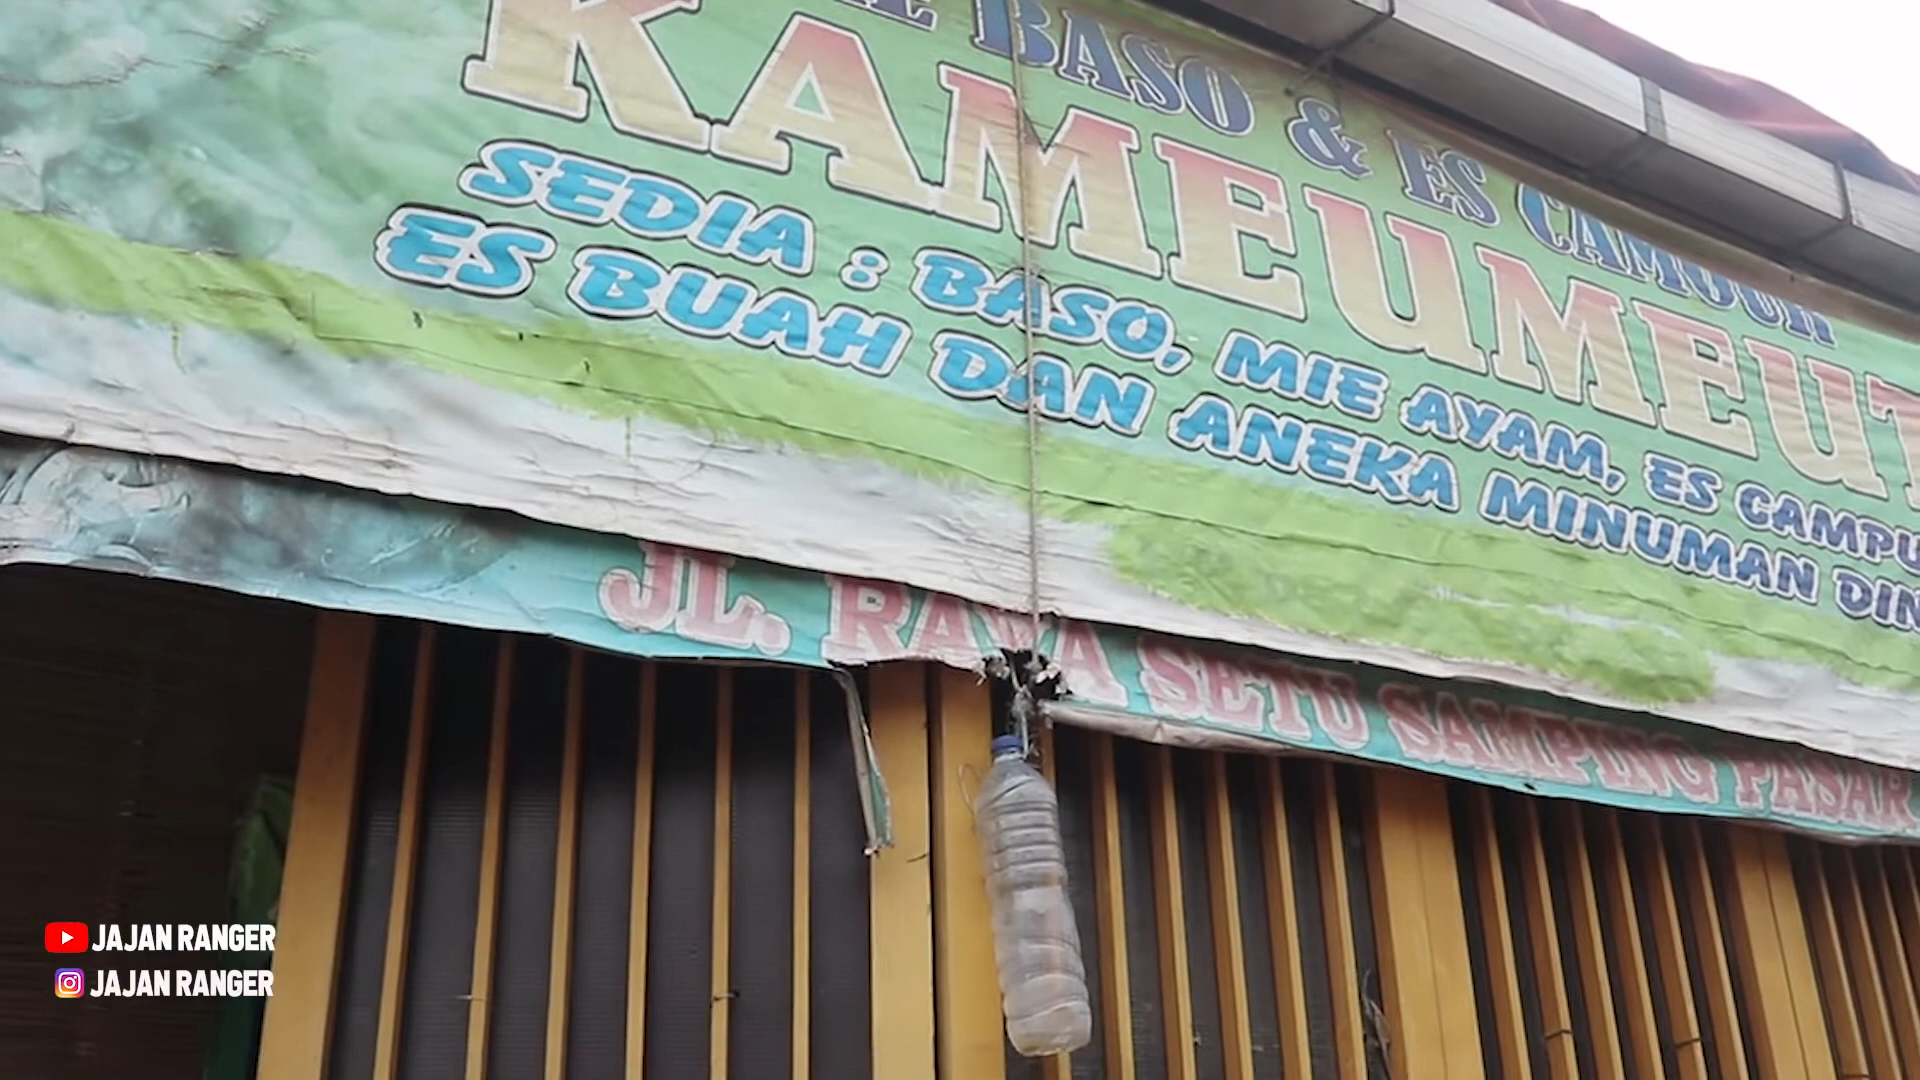 BASO & ES CAMPUR
KAMEUMEUT
SEDIA : BASO, MIE AYAM, ES CAMPU
ES BUAH DAN ANEKA MINUMAN DIN
JL. RAYA SETU SAMPING PASAR
JAJAN RANGER
JAJAN RANGER